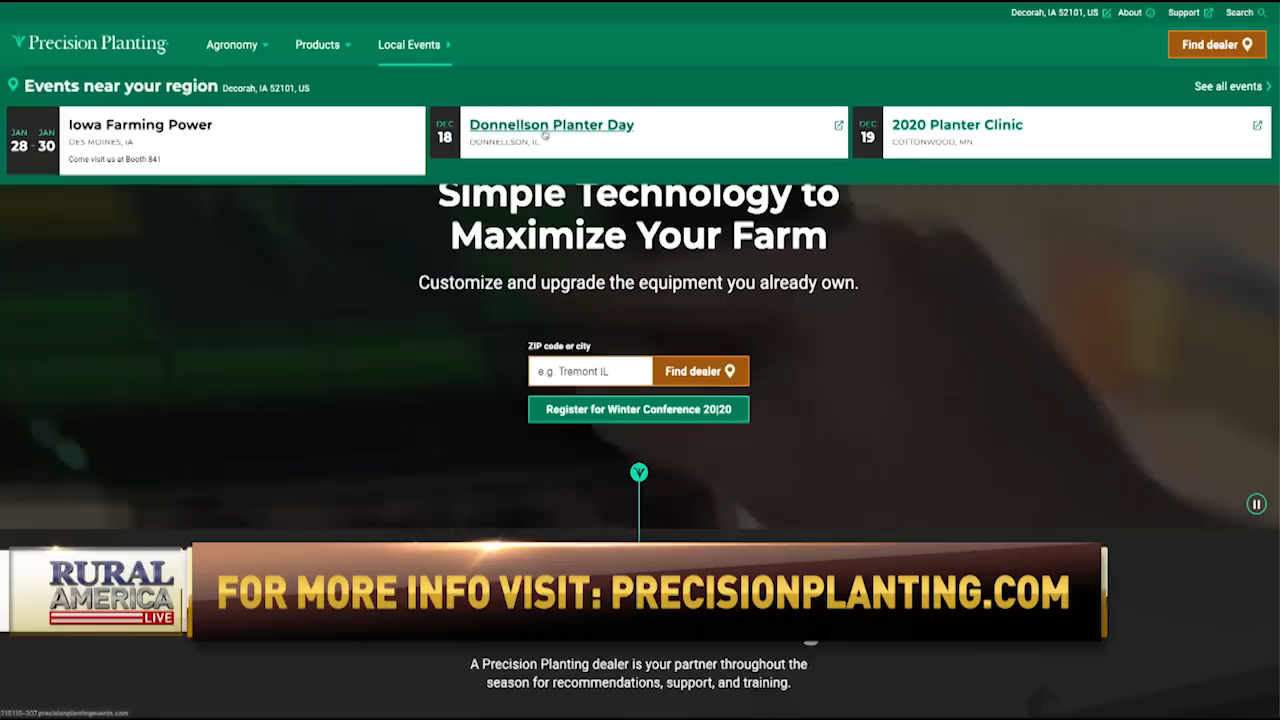 Decorah, IA 52101, US About Support Search
Precision Planting
Agronomy Products Local Events Find dealer
Events near your region Decorah, IA 52101, US See all events
JAN JAN
28 - 30
Iowa Farming Power
DES MOINES, IA
Come visit us at Booth 841
DEC
18
Donnellson Planter Day
DONNELLSON, IL
DEC
19
2020 Planter Clinic
COTTONWOOD, MN
Simple Technology to
Maximize Your Farm
Customize and upgrade the equipment you already own.
ZIP code or city
e.g. Tremont IL Find dealer
Register for Winter Conference 20|20
RURAL
AMERICA
LIVE
FOR MORE INFO VISIT: PRECISIONPLANTING.COM
A Precision Planting dealer is your partner throughout the
season for recommendations, support, and training.